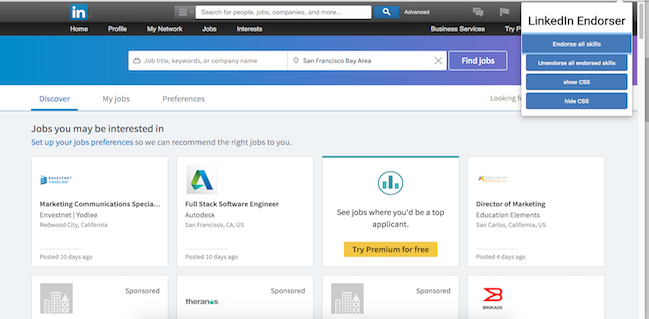 in
Search for people, jobs, companies, and more...
Advanced
LinkedIn Endorser
Home
Profile
My Network
Jobs
Interests
Business Services
Try P
Endorse all skills
Unendorse all endorsed skills
show CSS
hide CSS
Job title, keywords, or company name
San Francisco Bay Area
Find jobs
Discover
My jobs
Preferences
Looking fo
Jobs you may be interested in
Set up your jobs preferences so we can recommend the right jobs to you.
ENVESTNET
YODLEE
Marketing Communications Specia...
Envestnet | Yodlee
Redwood City, California
Posted 10 days ago
Full Stack Software Engineer
Autodesk
San Francisco, CA, US
Posted 10 days ago
See jobs where you'd be a top
applicant.
Try Premium for free
Director of Marketing
Education Elements
San Carlos, California, US
Posted 4 days ago
Sponsored
theranos
Sponsored
BROCADE